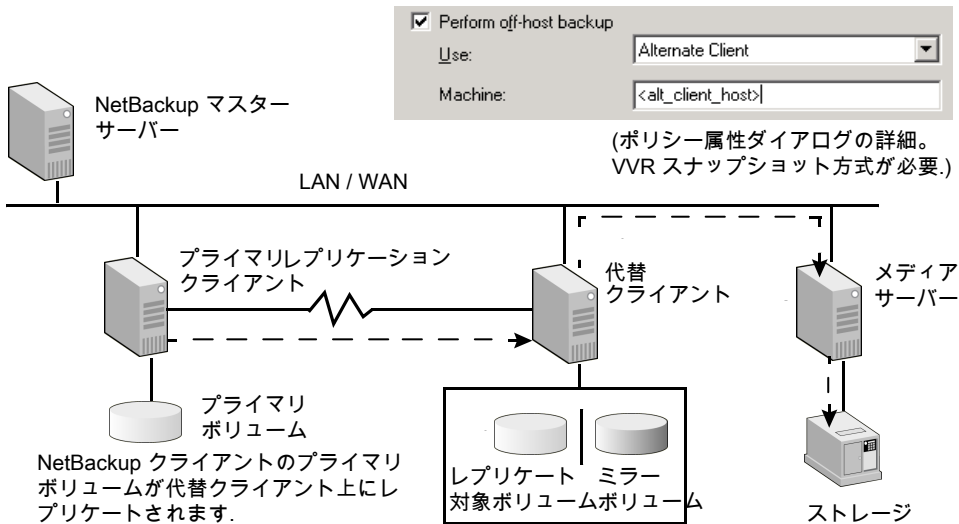 Perform off-host backup
Use:
Alternate Client
Machine:
<alt_client_host>
NetBackup マスター
サーバー
(ポリシー属性ダイアログの詳細。
VVR スナップショット方式が必要.)
LAN / WAN
プライマリレプリケーション
クライアント
代替
クライアント
メディア
サーバー
プライマリ
ボリューム
NetBackup クライアントのプライマリ
ボリュームが代替クライアント上にレ
プリケートされます.
レプリケート
対象ボリューム
ミラー
ボリューム
ストレージ